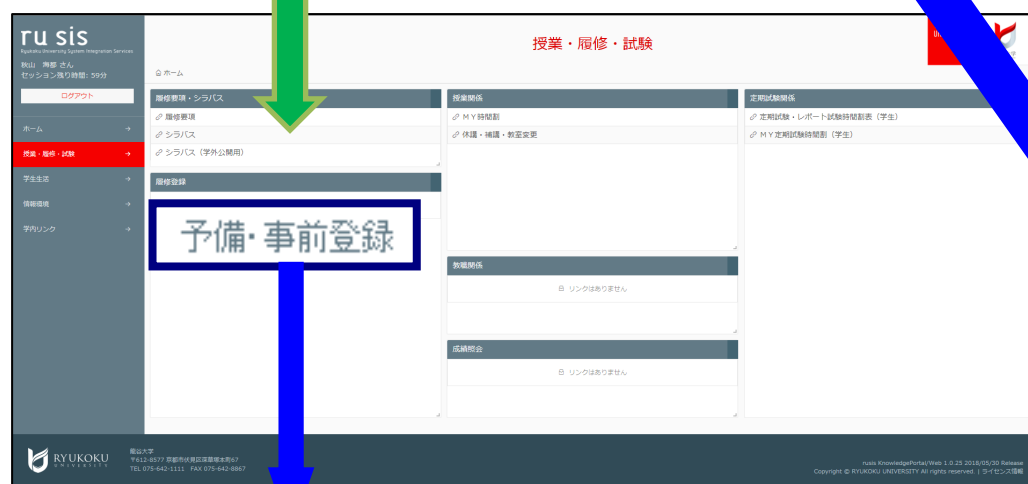 ru sis
Ryukoku University System Integration Services
秋山 海都 さん
セッション残り時間: 59分
ログアウト
ホーム
授業・履修・試験
学生生活
情報環境
学内リンク
授業・履修・試験
ホーム
履修要項・シラバス
履修要項
シラバス
シラバス（学外公開用）
履修登録
予備・事前登録
授業関係
ＭＹ時間割
休講・補講・教室変更
教職関係
リンクはありません
成績照会
リンクはありません
定期試験関係
定期試験・レポート試験時間割表（学生）
ＭＹ定期試験時間割（学生）
RYUKOKU
UNIVERSITY
龍谷大学
〒612-8577 京都市伏見区深草塚本町67
TEL 075-642-1111 FAX 075-642-8867
rusis KnowledgePortal/Web 1.0.25 2018/05/30 Release
Copyright © RYUKOKU UNIVERSITY All rights reserved. | ライセンス情報